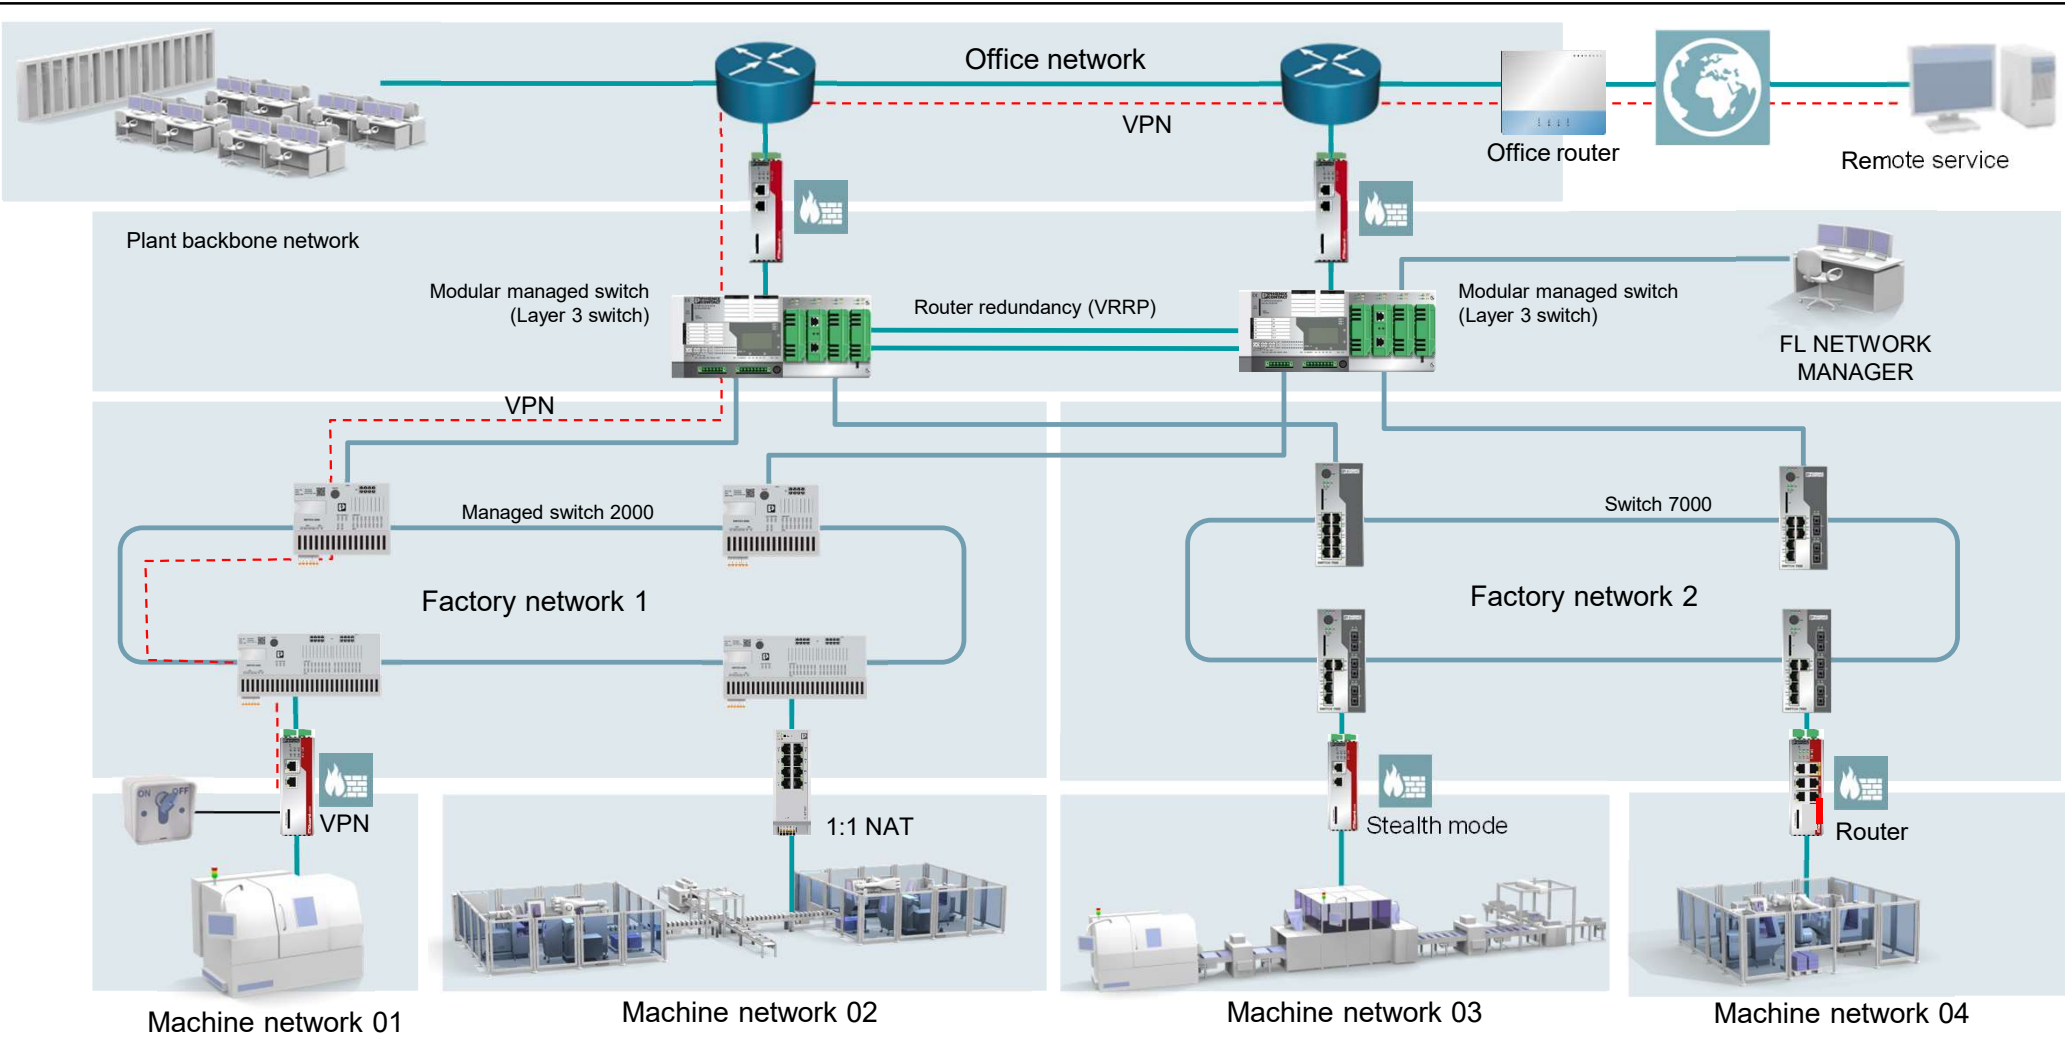 Office network
VPN
Office router
Remote service
Plant backbone network
Modular managed switch
(Layer 3 switch)
Router redundancy (VRRP)
Modular managed switch
(Layer 3 switch)
FL NETWORK
MANAGER
VPN
Managed switch 2000
Switch 7000
Factory network 1
Factory network 2
ON
OFF
VPN
1:1 NAT
Stealth mode
Router
Machine network 01
Machine network 02
Machine network 03
Machine network 04